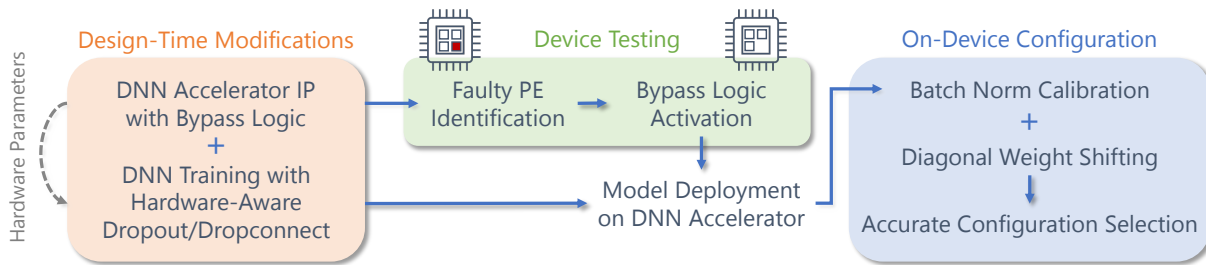 Hardware Parameters
Design-Time Modifications
DNN Accelerator IP
with Bypass Logic
+
DNN Training with
Hardware-Aware
Dropout/Dropconnect
Device Testing
Faulty PE
Identification
Bypass Logic
Activation
Model Deployment
on DNN Accelerator
On-Device Configuration
Batch Norm Calibration
+
Diagonal Weight Shifting
Accurate Configuration Selection